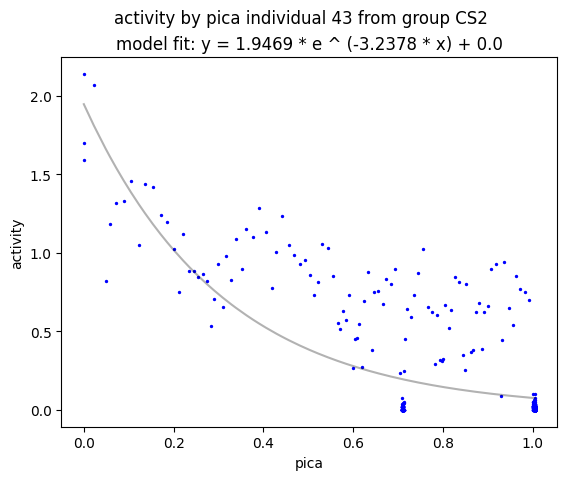 activity by pica individual 43 from group CS2
model fit: y = 1.9469 * e ^ (-3.2378 * x) + 0.0
2.0
1.5
1.0
0.5
0.0
activity
0.0 0.2 0.4 0.6 0.8 1.0
pica